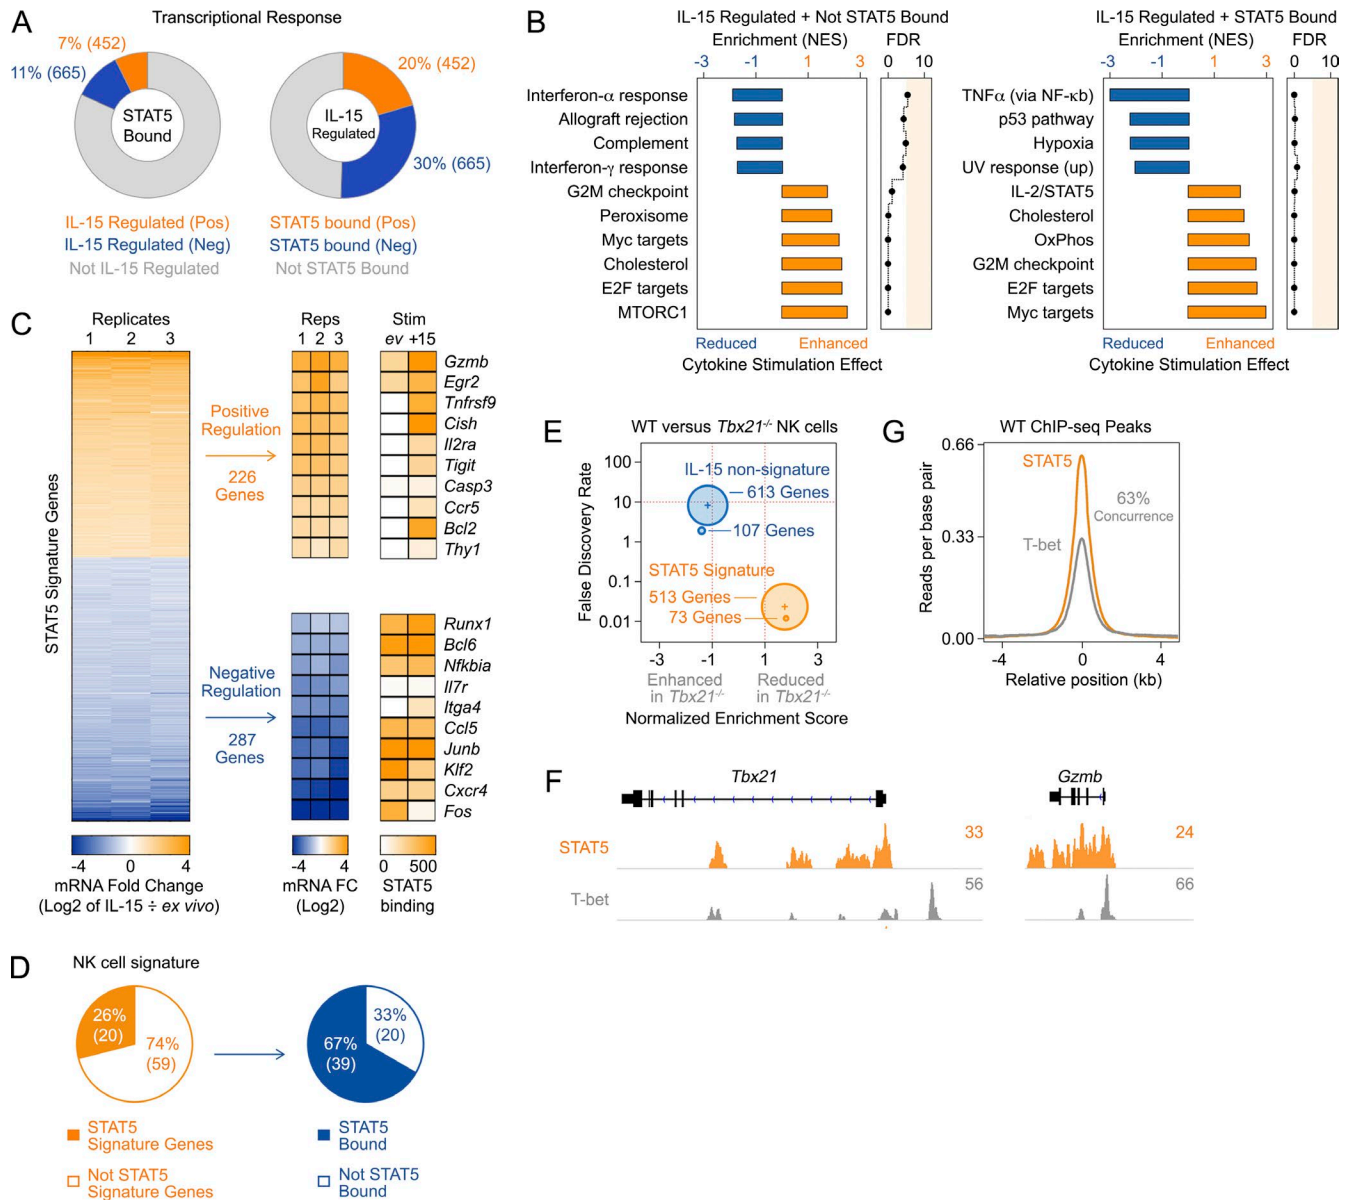 A
Transcriptional Response
7% (452)
11% (665)
STAT5
Bound
20% (452)
IL-15
Regulated
30% (665)
IL-15 Regulated (Pos)
IL-15 Regulated (Neg)
Not IL-15 Regulated
STAT5 bound (Pos)
STAT5 bound (Neg)
Not STAT5 Bound
B
IL-15 Regulated + Not STAT5 Bound
Enrichment (NES)
FDR
-3 -1 1 3
0 10
Interferon-α response
Allograft rejection
Complement
Interferon-γ response
G2M checkpoint
Peroxisome
Myc targets
Cholesterol
E2F targets
MTORC1
Reduced
Enhanced
Cytokine Stimulation Effect
IL-15 Regulated + STAT5 Bound
Enrichment (NES)
FDR
-3 -1 1 3
0 10
TNFα (via NF-κb)
p53 pathway
Hypoxia
UV response (up)
IL-2/STAT5
Cholesterol
OxPhos
G2M checkpoint
E2F targets
Myc targets
Reduced
Enhanced
Cytokine Stimulation Effect
C
Replicates
1 2 3
STAT5 Signature Genes
Positive
Regulation
226
Genes
Negative
Regulation
287
Genes
Reps
1 2 3
Stim
ev +15
Gzmb
Egr2
Tnfrsf9
Cish
Il2ra
Tigit
Casp3
Ccr5
Bcl2
Thy1
Runx1
Bcl6
Nfkbia
Il7r
Itga4
Ccl5
Junb
Klf2
Cxcr4
Fos
-4 0 4
mRNA Fold Change
(Log2 of IL-15 ÷ ex vivo)
-4 4
mRNA FC
(Log2)
0 500
STAT5
binding
D
NK cell signature
26%
(20)
74%
(59)
67%
(39)
33%
(20)
STAT5
Signature Genes
Not STAT5
Signature Genes
STAT5
Bound
Not STAT5
Bound
E
WT versus Tbx21-/- NK cells
False Discovery Rate
100
10
1
0.1
0.01
IL-15 non-signature
613 Genes
107 Genes
STAT5 Signature
513 Genes
73 Genes
-3 -1 1 3
Enhanced
in Tbx21-/-
Reduced
in Tbx21-/-
Normalized Enrichment Score
G
WT ChIP-seq Peaks
Reads per base pair
0.66
0.33
0.00
STAT5
T-bet
63%
Concurrence
-4 0 4
Relative position (kb)
F
Tbx21
Gzmb
STAT5
33
24
T-bet
56
66